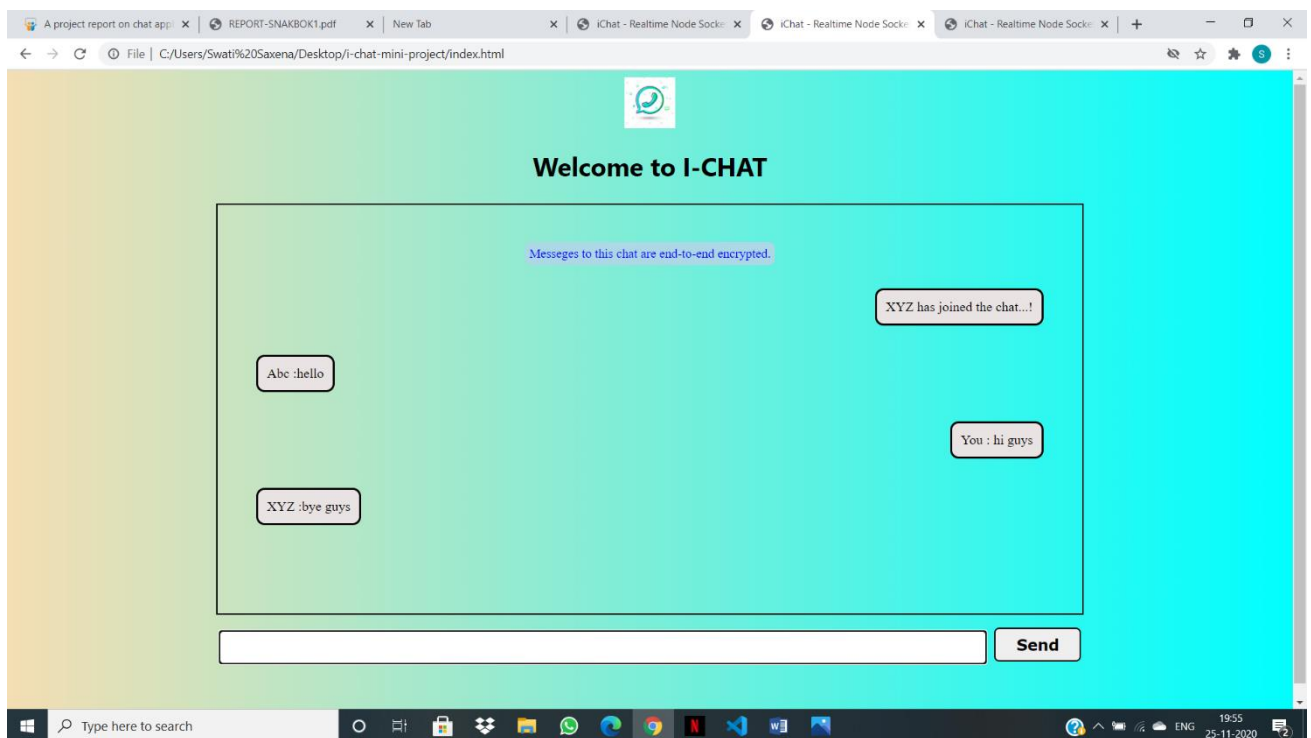 A project report on chat appl
REPORT-SNAKBOK1.pdf
New Tab
iChat - Realtime Node Socke
iChat - Realtime Node Socke
iChat - Realtime Node Socke
File | C:/Users/Swati%20Saxena/Desktop/i-chat-mini-project/index.html
S
Welcome to I-CHAT
Messeges to this chat are end-to-end encrypted.
XYZ has joined the chat...!
Abc :hello
You : hi guys
XYZ :bye guys
Send
Type here to search
N
W
ENG
19:55
25-11-2020
2